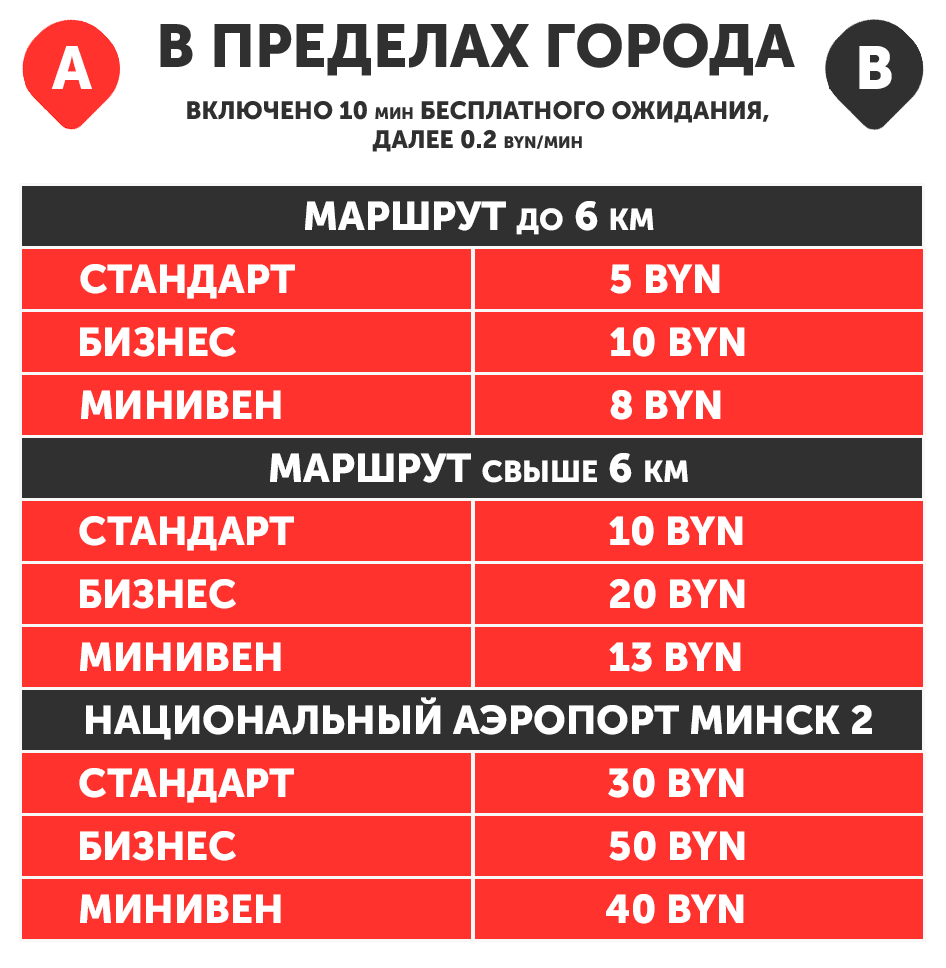 A
В ПРЕДЕЛАХ ГОРОДА
B
ВКЛЮЧЕНО 10 МИН БЕСПЛАТНОГО ОЖИДАНИЯ,
ДАЛЕЕ 0.2 BYN/МИН
МАРШРУТ ДО 6 КМ
СТАНДАРТ 5 BYN
БИЗНЕС 10 BYN
МИНИВЕН 8 BYN
МАРШРУТ СВЫШЕ 6 КМ
СТАНДАРТ 10 BYN
БИЗНЕС 20 BYN
МИНИВЕН 13 BYN
НАЦИОНАЛЬНЫЙ АЭРОПОРТ МИНСК 2
СТАНДАРТ 30 BYN
БИЗНЕС 50 BYN
МИНИВЕН 40 BYN